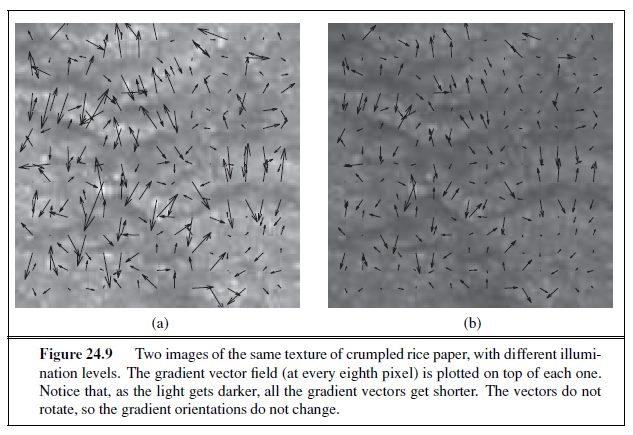 (a)
(b)
Figure 24.9 Two images of the same texture of crumpled rice paper, with different illumi-
nation levels. The gradient vector field (at every eighth pixel) is plotted on top of each one.
Notice that, as the light gets darker, all the gradient vectors get shorter. The vectors do not
rotate, so the gradient orientations do not change.